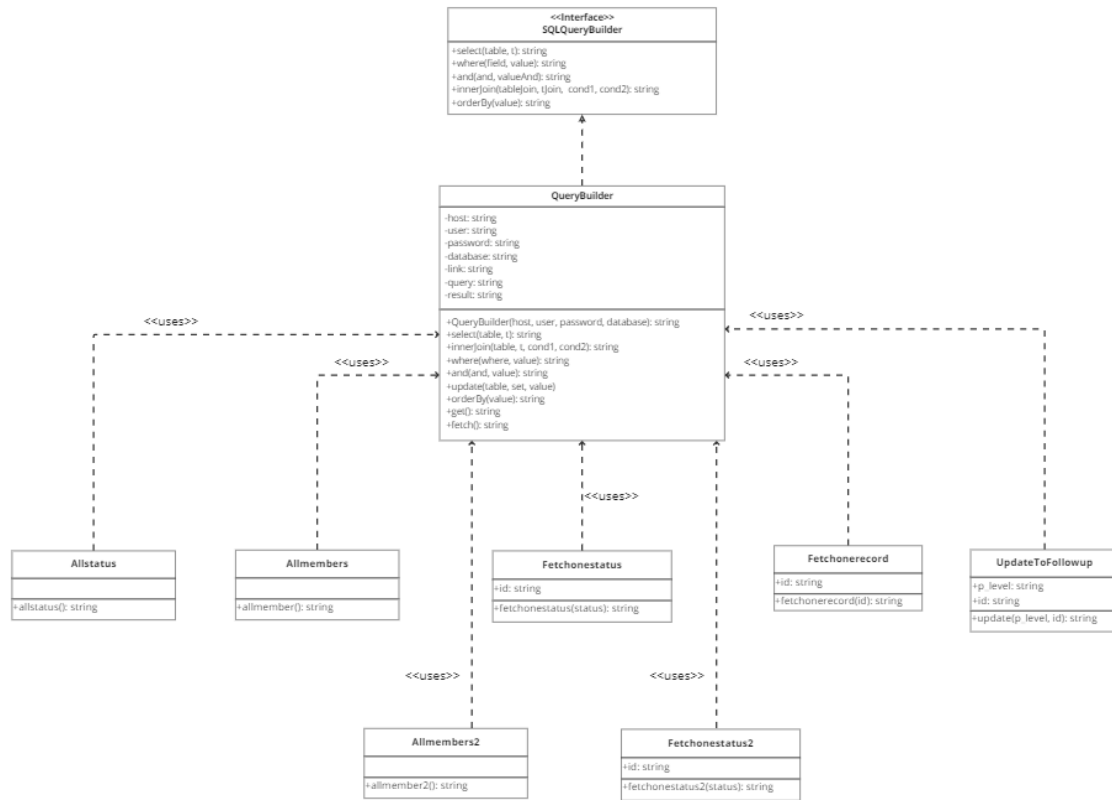 <<Interface>>
SQLQueryBuilder
+select(table, t): string
+where(field, value): string
+and(and, valueAnd): string
+innerJoin(tableJoin, tJoin, cond1, cond2): string
+orderBy(value): string
QueryBuilder
-host: string
-user: string
-password: string
-database: string
-link: string
-query: string
-result: string
+QueryBuilder(host, user, password, database): string
+select(table, t): string
+innerJoin(table, t, cond1, cond2): string
+where(where, value): string
+and(and, value): string
+update(table, set, value)
+orderBy(value): string
+get(): string
+fetch(): string
<<uses>>
<<uses>>
<<uses>>
<<uses>>
<<uses>>
Allstatus
+allstatus(): string
Allmembers
+allmember(): string
Fetchonestatus
+id: string
+fetchonestatus(status): string
Fetchonerecord
+id: string
+fetchonerecord(id): string
UpdateToFollowup
+p_level: string
+id: string
+update(p_level, id): string
<<uses>>
<<uses>>
Allmembers2
+allmember2(): string
Fetchonestatus2
+id: string
+fetchonestatus2(status): string